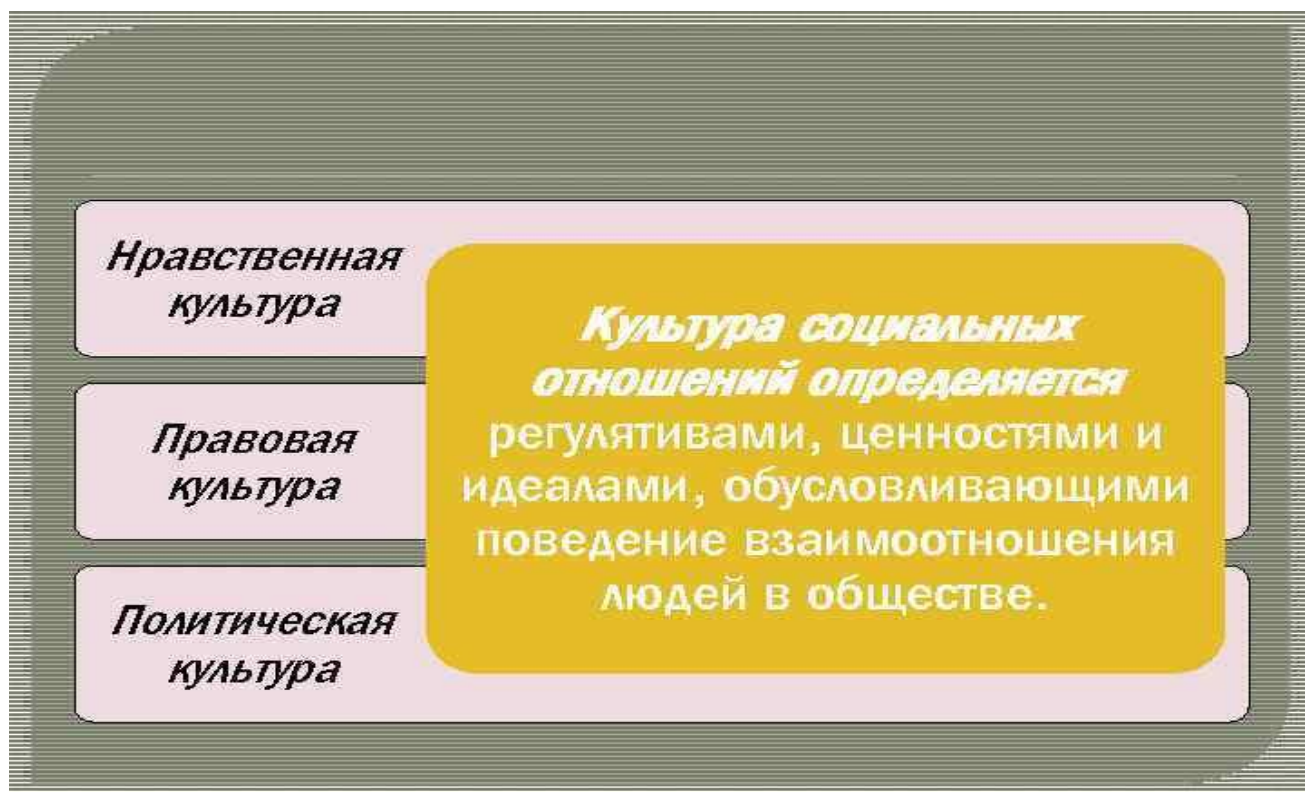 Нравственная
культура
Правовая
культура
Политическая
культура
Культура социальных
отношений определяется
регулятивами, ценностями и
идеалами, обусловливающими
поведение взаимоотношения
людей в обществе.